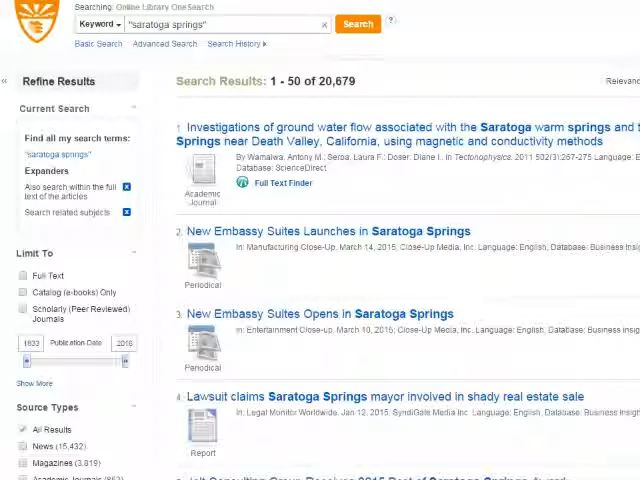 Searching: Online Library OneSearch
Keyword "saratoga springs" × Search ?
Basic Search Advanced Search Search History
« Refine Results
Search Results: 1 - 50 of 20,679
Current Search
Find all my search terms:
"saratoga springs"
Expanders
Also search within the full
text of the articles
Search related subjects
Limit To
Full Text
Catalog (e-books) Only
Scholarly (Peer Reviewed)
Journals
Publication Date 2016
Show More
Source Types
All Results
News (15,432)
Magazines (3,819)
Academic Journals
1. Investigations of ground water flow associated with the Saratoga warm springs and
Springs near Death Valley, California, using magnetic and conductivity methods
By Wamalwa, Antony M.; Serpa, Laura F.; Doser, Diane I. In Tectonophysics. 2011 502(3):267-275 Language: E
Database: ScienceDirect
Full Text Finder
Academic
Journal
2. New Embassy Suites Launches in Saratoga Springs
In: Manufacturing Close-Up, March 14, 2015, Close-Up Media, Inc. Language: English, Database: Business Insig
Periodical
3. New Embassy Suites Opens in Saratoga Springs
In: Entertainment Close-up, March 10, 2015, Close-Up Media, Inc. Language: English, Database: Business Insig
Periodical
4. Lawsuit claims Saratoga Springs mayor involved in shady real estate sale
In: Legal Monitor Worldwide, Jan 12, 2015, SyndiGate Media Inc. Language: English, Database: Business Insigh
Report